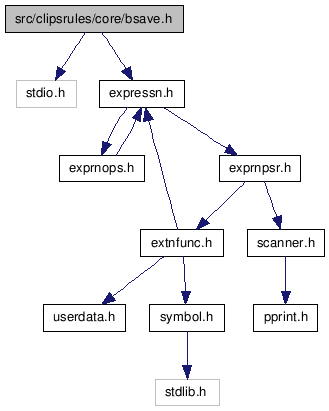 src/clipsrules/core/bsave.h
stdio.h
expressn.h
exprnops.h
exprnpsr.h
extnfunc.h
scanner.h
userdata.h
symbol.h
pprint.h
stdlib.h